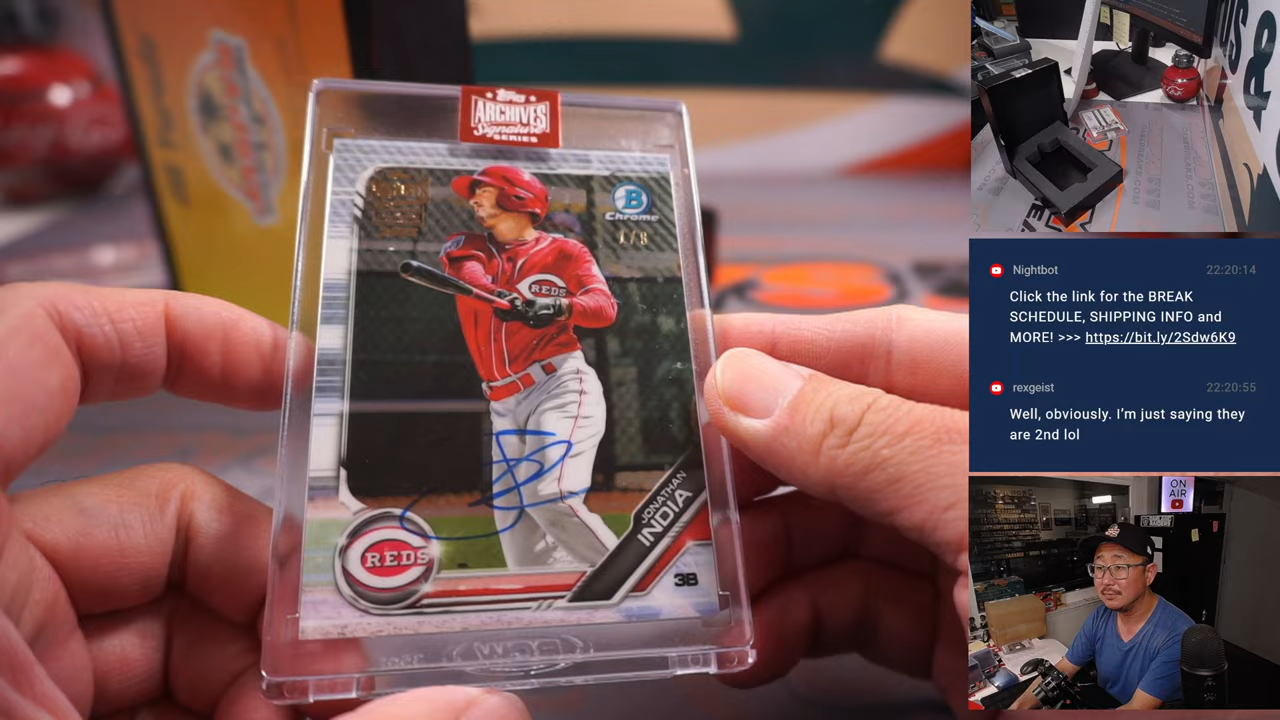 topps
ARCHIVES
Signature
SERIES
B
Chrome
REDS
JONATHAN
INDIA
REDS
3B
Nightbot 22:20:14
Click the link for the BREAK
SCHEDULE, SHIPPING INFO and
MORE! >>> https://bit.ly/2Sdw6K9
rexgeist 22:20:55
Well, obviously. I'm just saying they
are 2nd lol
ON
AIR